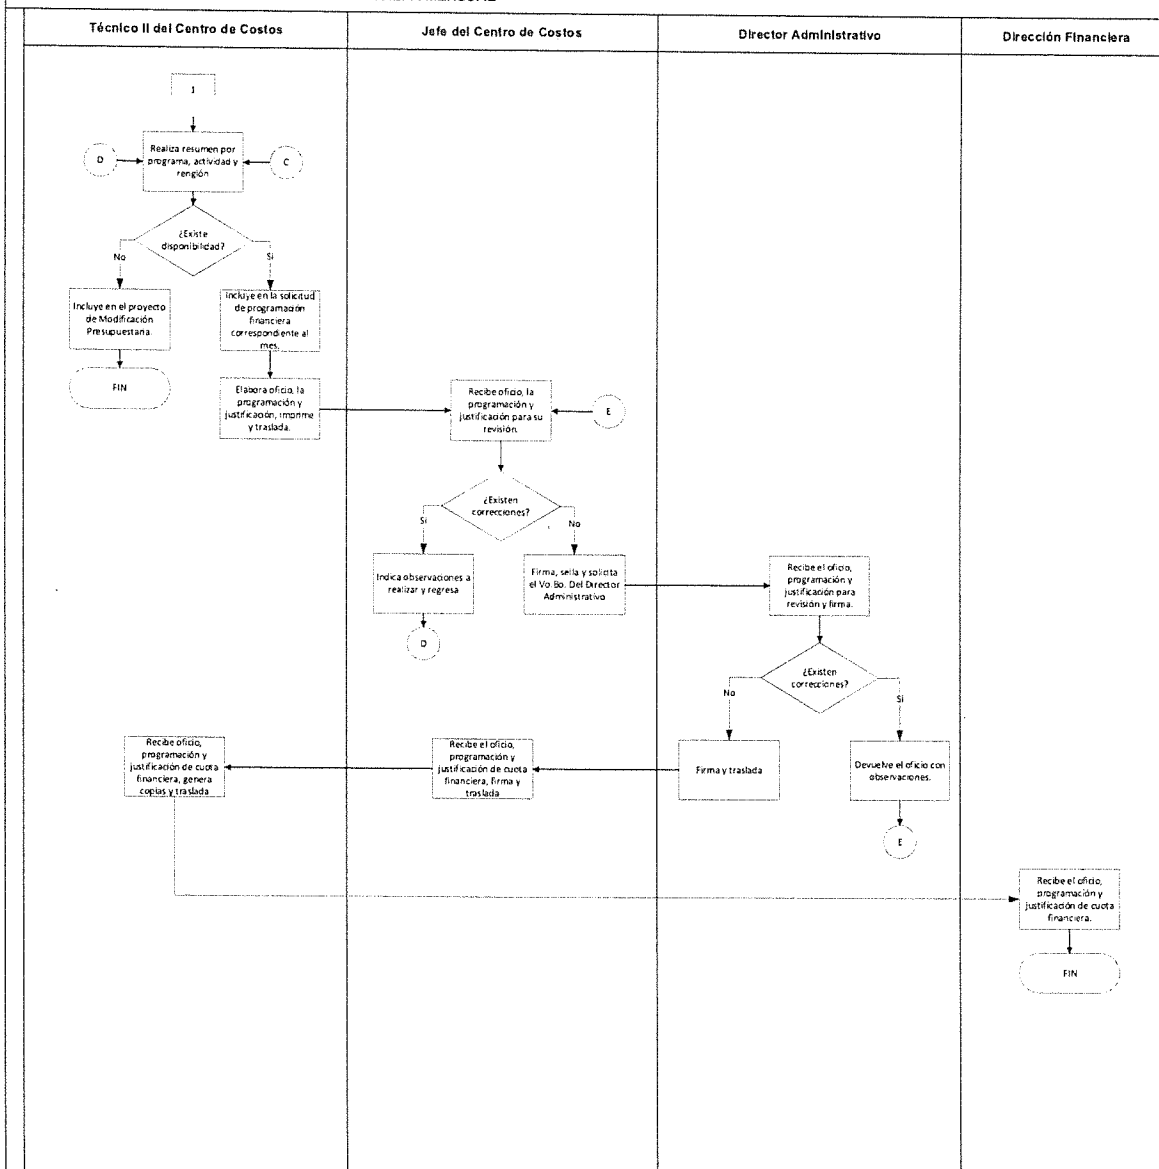 Técnico II del Centro de Costos
Jefe del Centro de Costos
Director Administrativo
Dirección Financiera
1
Realiza resumen por
programa, actividad y
renglón
D
C
¿Existe
disponibilidad?
No
Si
Incluye en el proyecto
de Modificación
Presupuestaria.
Incluye en la solicitud
de programación
financiera
correspondiente al
mes.
FIN
Elabora oficio, la
programación y
justificación, imprime
y traslada.
Recibe oficio, la
programación y
justificación para su
revisión.
E
¿Existen
correcciones?
Si
No
Indica observaciones a
realizar y regresa
Firma, sella y solicita
el Vo.Bo. Del Director
Administrativo
Recibe el oficio,
programación y
justificación para
revisión y firma.
D
¿Existen
correcciones?
No
Si
Recibe oficio,
programación y
justificación de cuota
financiera, genera
copias y traslada
Recibe el oficio,
programación y
justificación de cuota
financiera, firma y
traslada
Firma y traslada
Devuelve el oficio con
observaciones.
E
Recibe el oficio,
programación y
justificación de cuota
financiera.
FIN